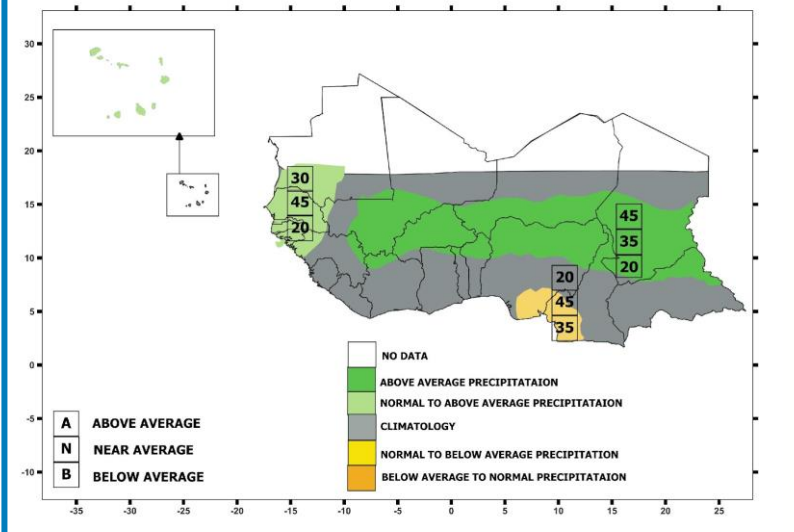 30
25
20
15
10
5
0
-5
-10
30
45
20
45
35
20
20
45
35
NO DATA
ABOVE AVERAGE PRECIPITATAION
NORMAL TO ABOVE AVERAGE PRECIPITATAION
CLIMATOLOGY
NORMAL TO BELOW AVERAGE PRECIPITATION
BELOW AVERAGE TO NORMAL PRECIPITATAION
A ABOVE AVERAGE
N NEAR AVERAGE
B BELOW AVERAGE
-35 -30 -25 -20 -15 -10 -5 0 5 10 15 20 25